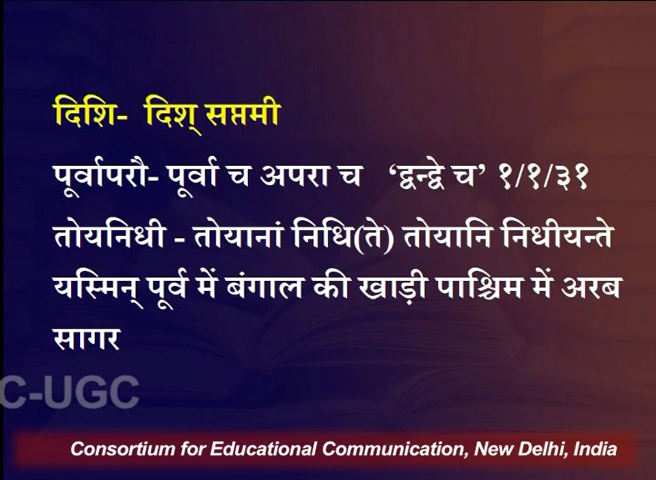 दिशि- दिश् सप्तमी
पूर्वापरौ- पूर्वा च अपरा च ‘द्वन्द्वे च’ १/१/३१
तोयनिधी - तोयानां निधि(ते) तोयानि निधीयन्ते
यस्मिन् पूर्व में बंगाल की खाड़ी पाश्चिम में अरब
सागर
C-UGC
Consortium for Educational Communication, New Delhi, India